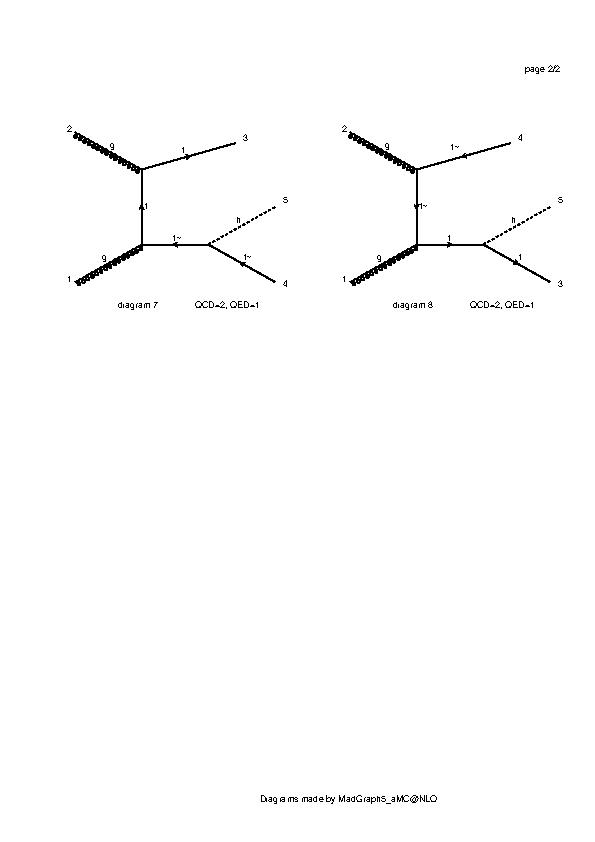 page 2/2
2 g 1 3
1
h 5
1~
g 1~
1 4
diagram 7 QCD=2, QED=1
2 g 1~ 4
1~
h 5
1
g 1
1 3
diagram 8 QCD=2, QED=1
Diagrams made by MadGraph5_aMC@NLO